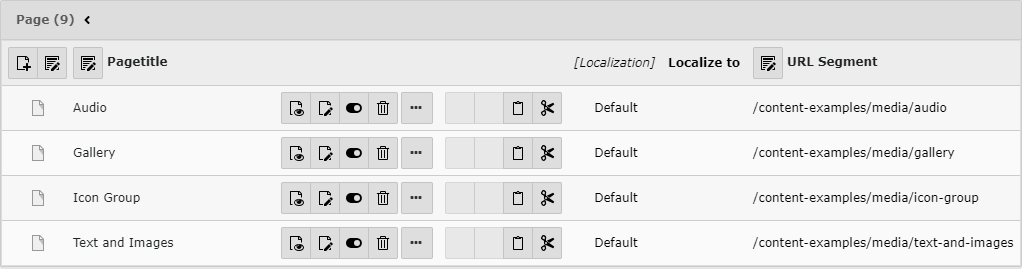 Page (9)
Pagetitle [Localization] Localize to URL Segment
Audio Default /content-examples/media/audio
Gallery Default /content-examples/media/gallery
Icon Group Default /content-examples/media/icon-group
Text and Images Default /content-examples/media/text-and-images